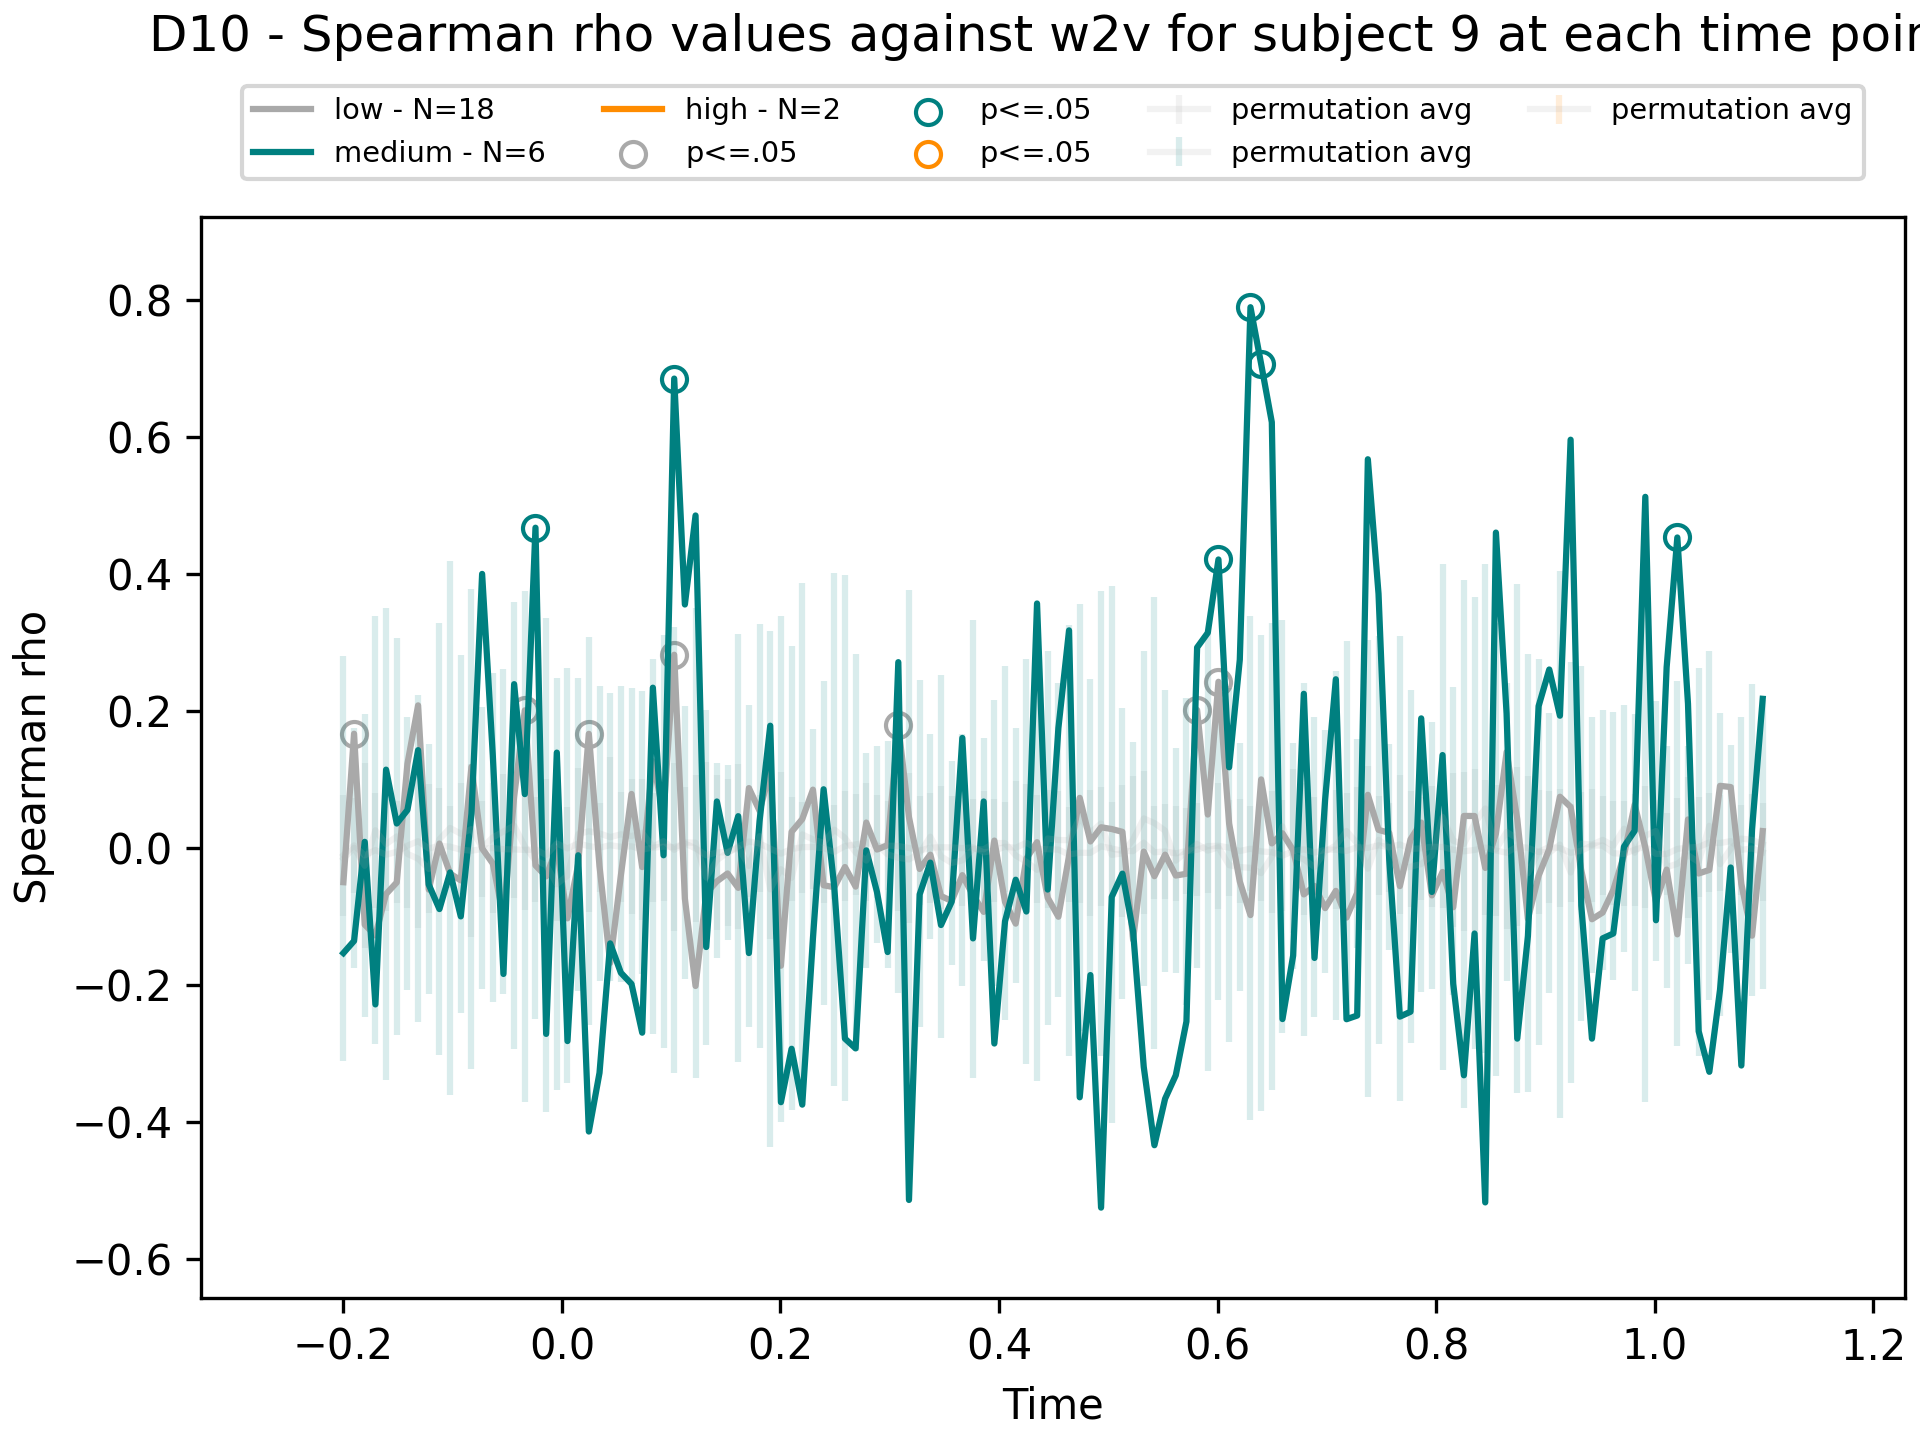 D10 - Spearman rho values against w2v for subject 9 at each time poin
low - N=18 high - N=2 p<=.05 permutation avg permutation avg
medium - N=6 p<=.05 p<=.05 permutation avg
0.8
0.6
0.4
0.2
0.0
−0.2
−0.4
−0.6
Spearman rho
−0.2 0.0 0.2 0.4 0.6 0.8 1.0 1.2
Time